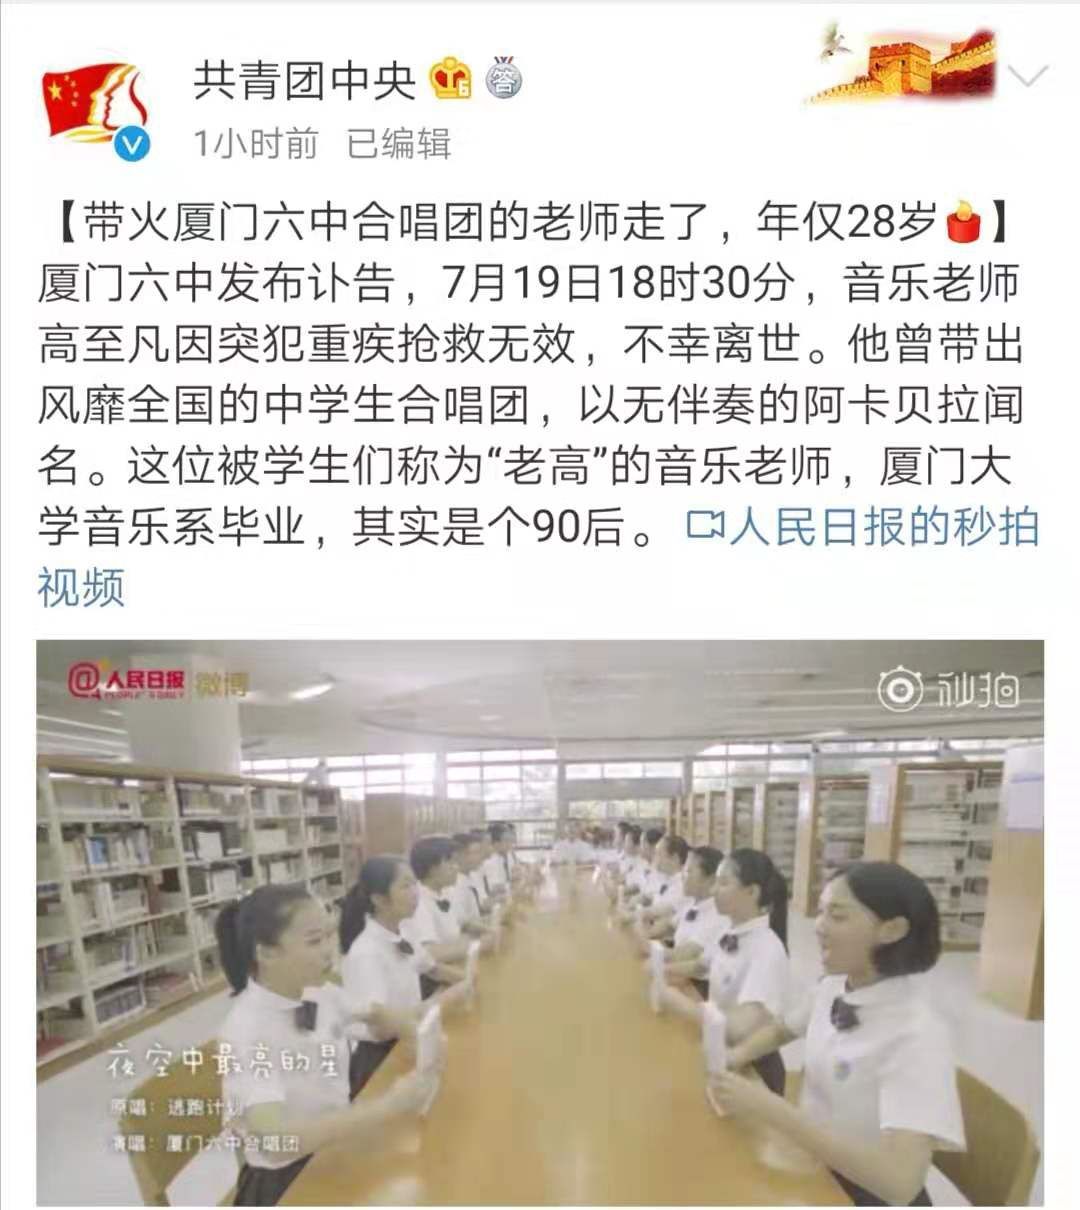 共青团中央
6
答
1小时前 已编辑
【带火厦门六中合唱团的老师走了，年仅28岁🕯️】
厦门六中发布讣告，7月19日18时30分，音乐老师
高至凡因突犯重疾抢救无效，不幸离世。他曾带出
风靡全国的中学生合唱团，以无伴奏的阿卡贝拉闻
名。这位被学生们称为“老高”的音乐老师，厦门大
学音乐系毕业，其实是个90后。人民日报的秒拍
视频
@人民日报 微博
PEOPLE'S DAILY
秒拍
夜空中最亮的星
原唱：逃跑计划
演唱：厦门六中合唱团